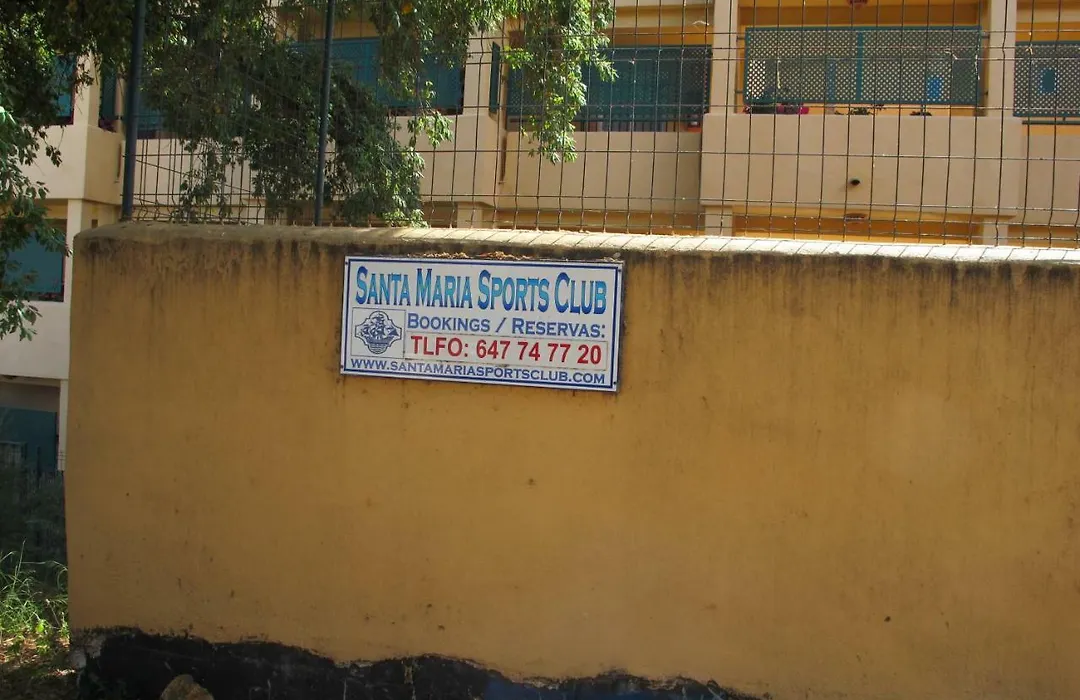 SANTA MARIA SPORTS CLUB
BOOKINGS / RESERVAS:
TLFO: 647 74 77 20
WWW.SANTAMARIASPORTSCLUB.COM